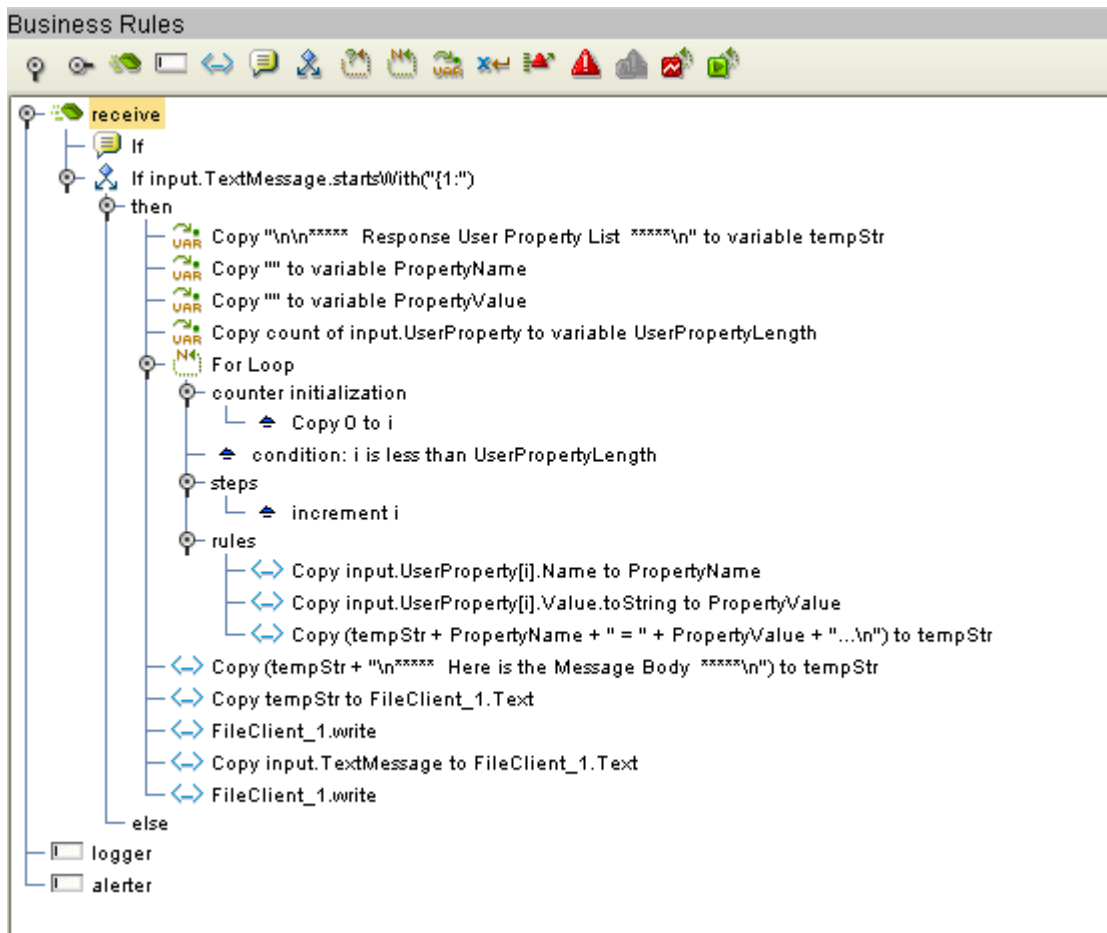 Business Rules
receive
If
If input.TextMessage.startsWith("{1:")
then
Copy "\n\n***** Response User Property List *****\n" to variable tempStr
Copy "" to variable PropertyName
Copy "" to variable PropertyValue
Copy count of input.UserProperty to variable UserPropertyLength
For Loop
counter initialization
Copy 0 to i
condition: i is less than UserPropertyLength
steps
increment i
rules
Copy input.UserProperty[i].Name to PropertyName
Copy input.UserProperty[i].Value.toString to PropertyValue
Copy (tempStr + PropertyName + " = " + PropertyValue + "...\n") to tempStr
Copy (tempStr + "\n***** Here is the Message Body *****\n") to tempStr
Copy tempStr to FileClient_1.Text
FileClient_1.write
Copy input.TextMessage to FileClient_1.Text
FileClient_1.write
else
logger
alerter